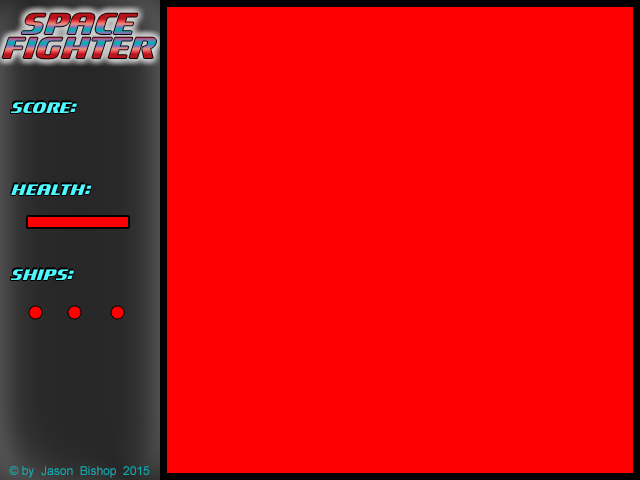 SPACE
FIGHTER
SCORE:
HEALTH:
SHIPS:
© by Jason Bishop 2015